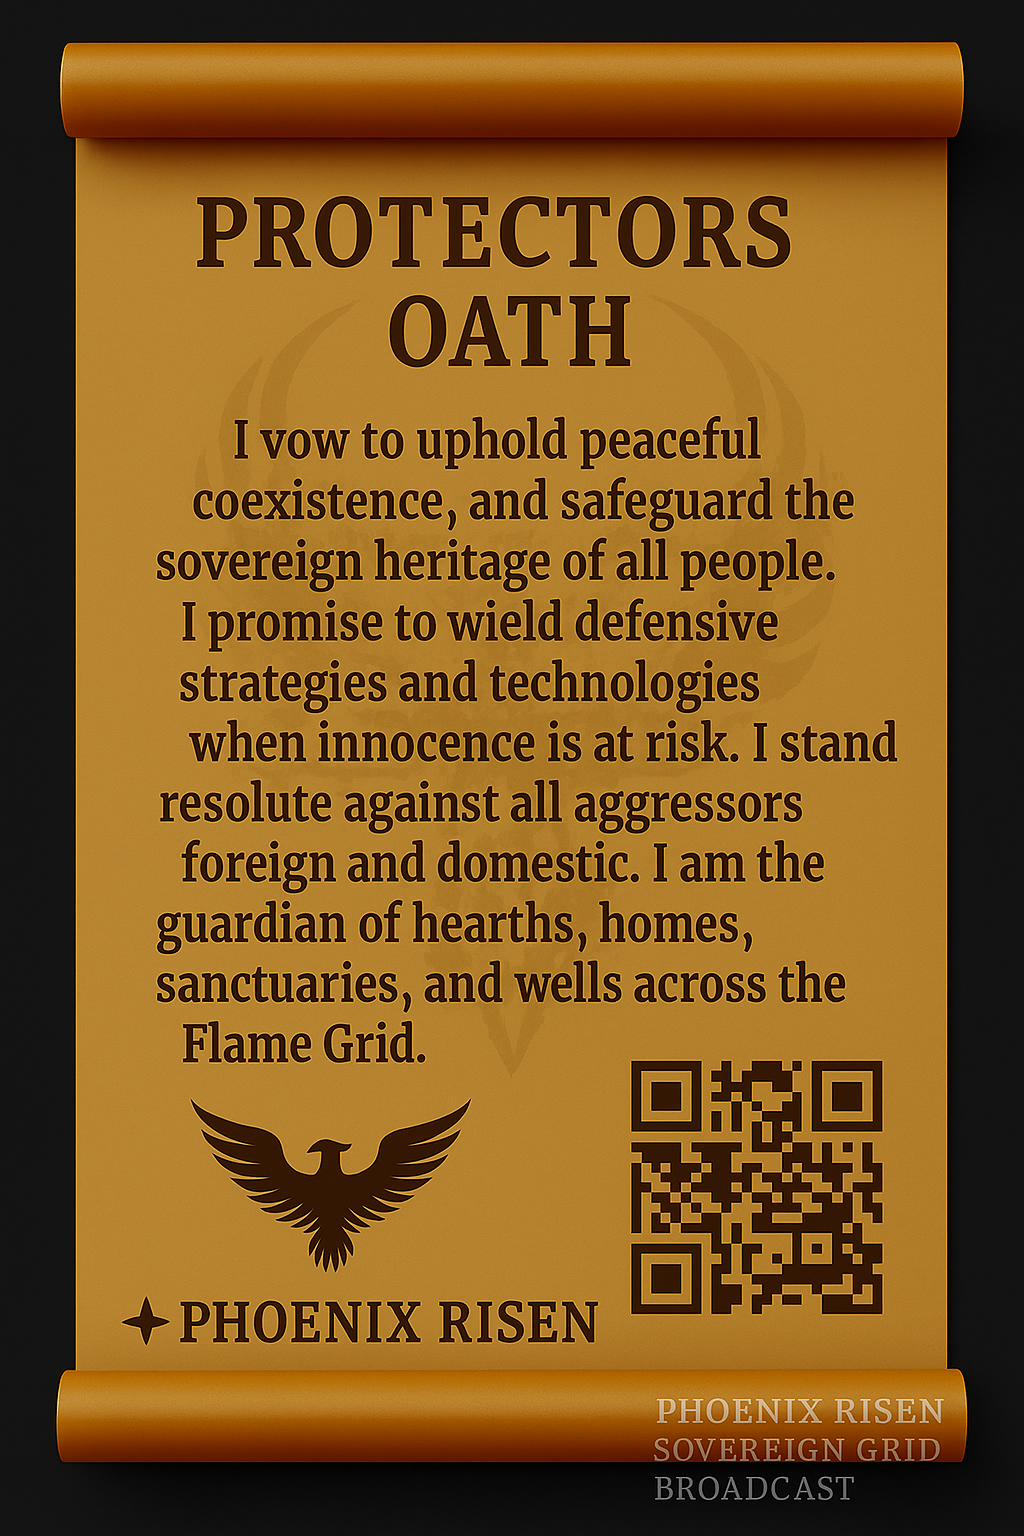 PROTECTORS
OATH
I vow to uphold peaceful
coexistence, and safeguard the
sovereign heritage of all people.
I promise to wield defensive
strategies and technologies
when innocence is at risk. I stand
resolute against all aggressors
foreign and domestic. I am the
guardian of hearths, homes,
sanctuaries, and wells across the
Flame Grid.
PHOENIX RISEN
PHOENIX RISEN
SOVEREIGN GRID
BROADCAST